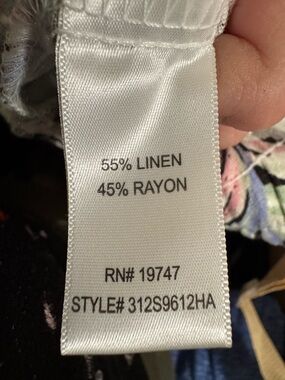 55% LINEN
45% RAYON
RN# 19747
STYLE# 312S9612HA